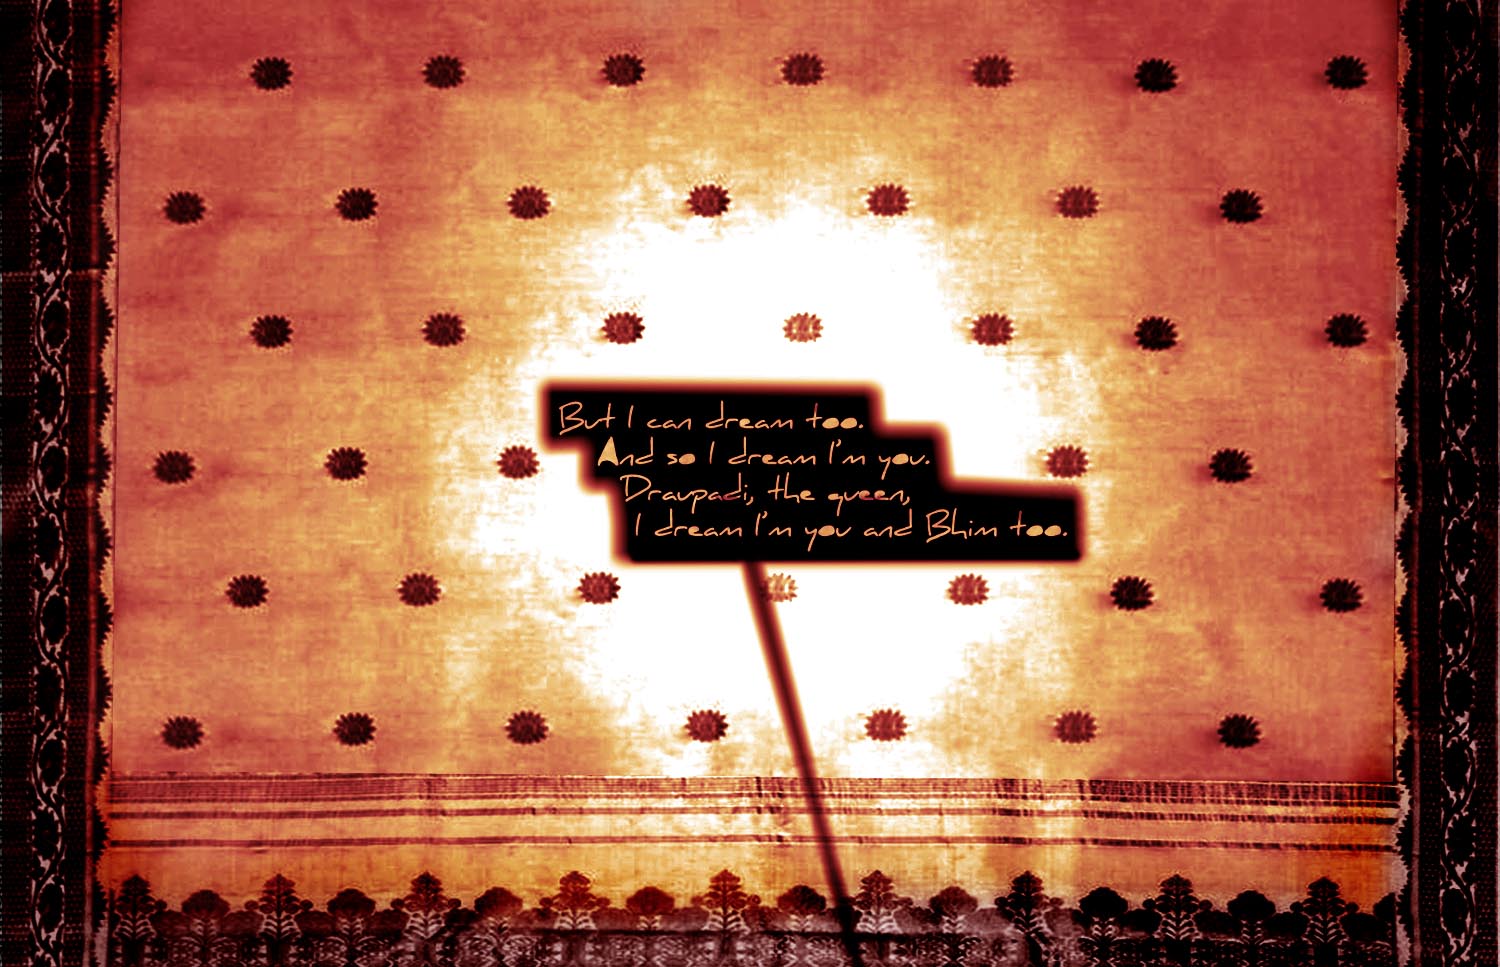 But I can dream too.
And so I dream I'm you.
Draupadi, the queen,
I dream I'm you and Bhim too.